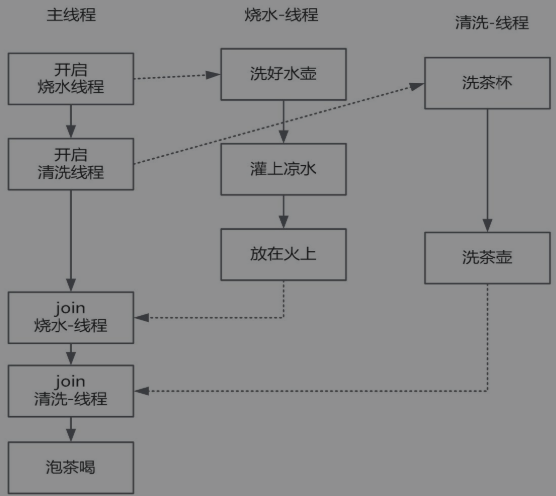 主线程
烧水-线程
清洗-线程
开启
烧水线程
洗好水壶
洗茶杯
开启
清洗线程
灌上凉水
放在火上
洗茶壶
join
烧水-线程
join
清洗-线程
泡茶喝